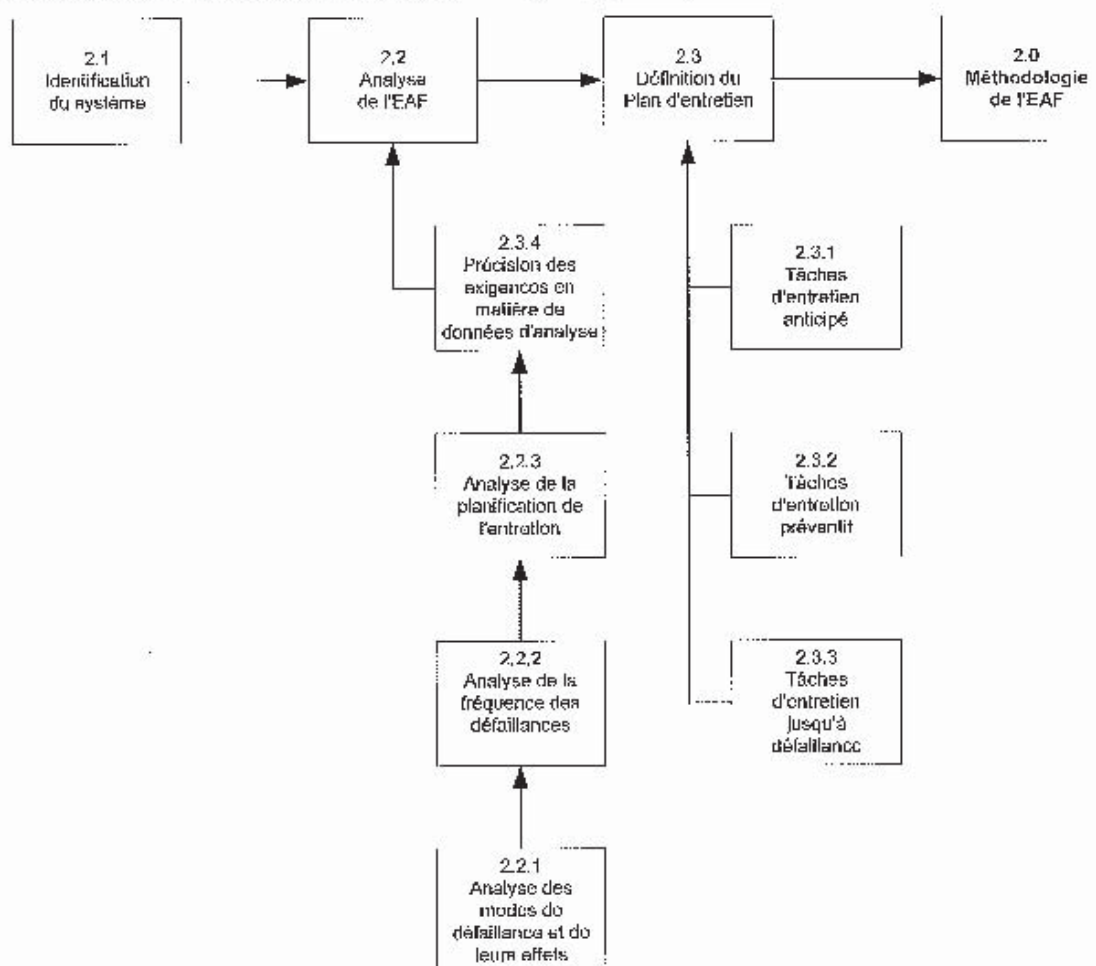 2.1
Identification
du système
2.2
Analyse
de l'EAF
2.3
Définition du
Plan d'entretien
2.0
Méthodologie
de l'EAF
2.3.4
Précision des
exigences en
matière de
données d'analyse
2.3.1
Tâches
d'entretien
anticipé
2.2.3
Analyse de la
planification de
l'entretien
2.3.2
Tâches
d'entretien
préventif
2.2.2
Analyse de la
fréquence des
défaillances
2.3.3
Tâches
d'entretien
jusqu'à
défaillance
2.2.1
Analyse des
modes de
défaillance et de
leurs effets